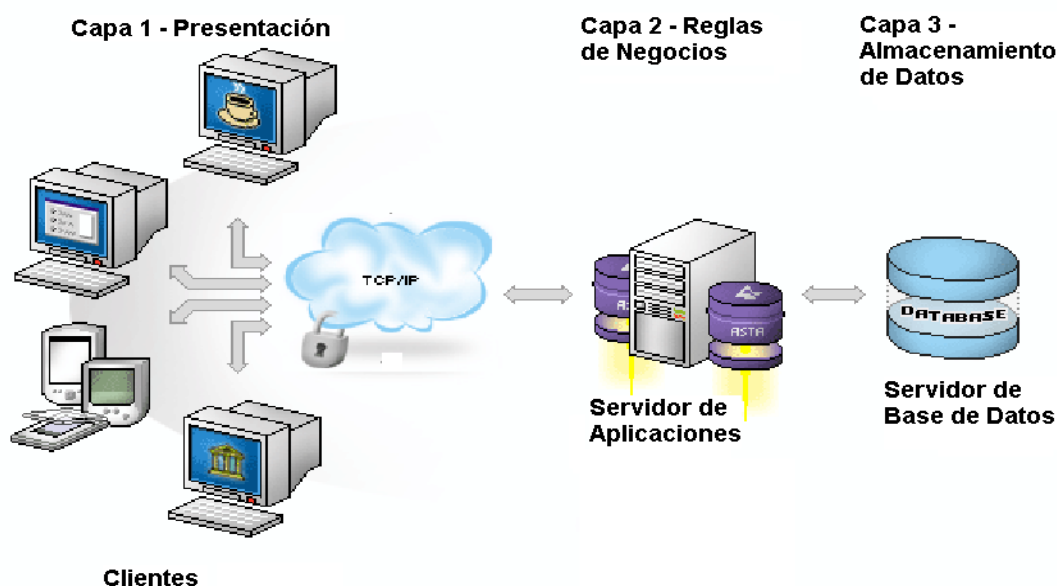 Capa 1 - Presentación
Capa 2 - Reglas
de Negocios
Capa 3 -
Almacenamiento
de Datos
TCP/IP
ASTA
DATABASE
Servidor de
Aplicaciones
Servidor de
Base de Datos
Clientes